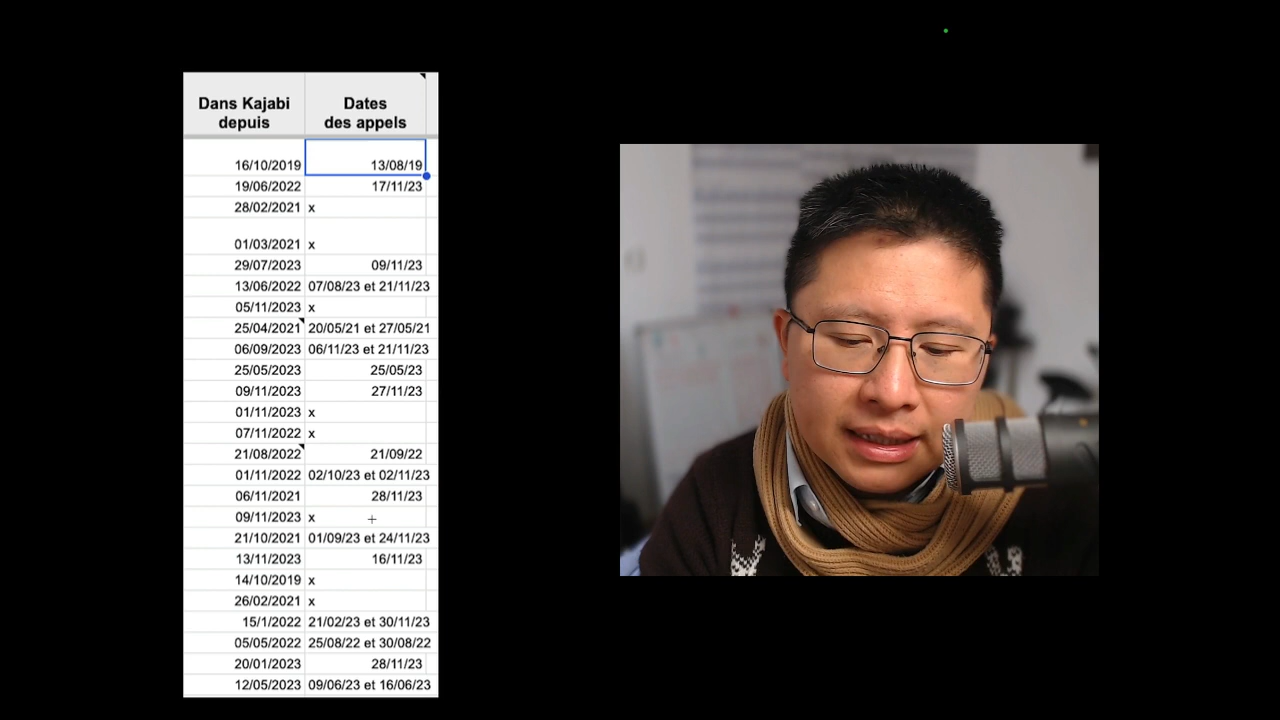 Dans Kajabi depuis Dates des appels
16/10/2019 13/08/19
19/06/2022 17/11/23
28/02/2021 x
01/03/2021 x
29/07/2023 09/11/23
13/06/2022 07/08/23 et 21/11/23
05/11/2023 x
25/04/2021 20/05/21 et 27/05/21
06/09/2023 06/11/23 et 21/11/23
25/05/2023 25/05/23
09/11/2023 27/11/23
01/11/2023 x
07/11/2022 x
21/08/2022 21/09/22
01/11/2022 02/10/23 et 02/11/23
06/11/2021 28/11/23
09/11/2023 x
21/10/2021 01/09/23 et 24/11/23
13/11/2023 16/11/23
14/10/2019 x
26/02/2021 x
15/1/2022 21/02/23 et 30/11/23
05/05/2022 25/08/22 et 30/08/22
20/01/2023 28/11/23
12/05/2023 09/06/23 et 16/06/23